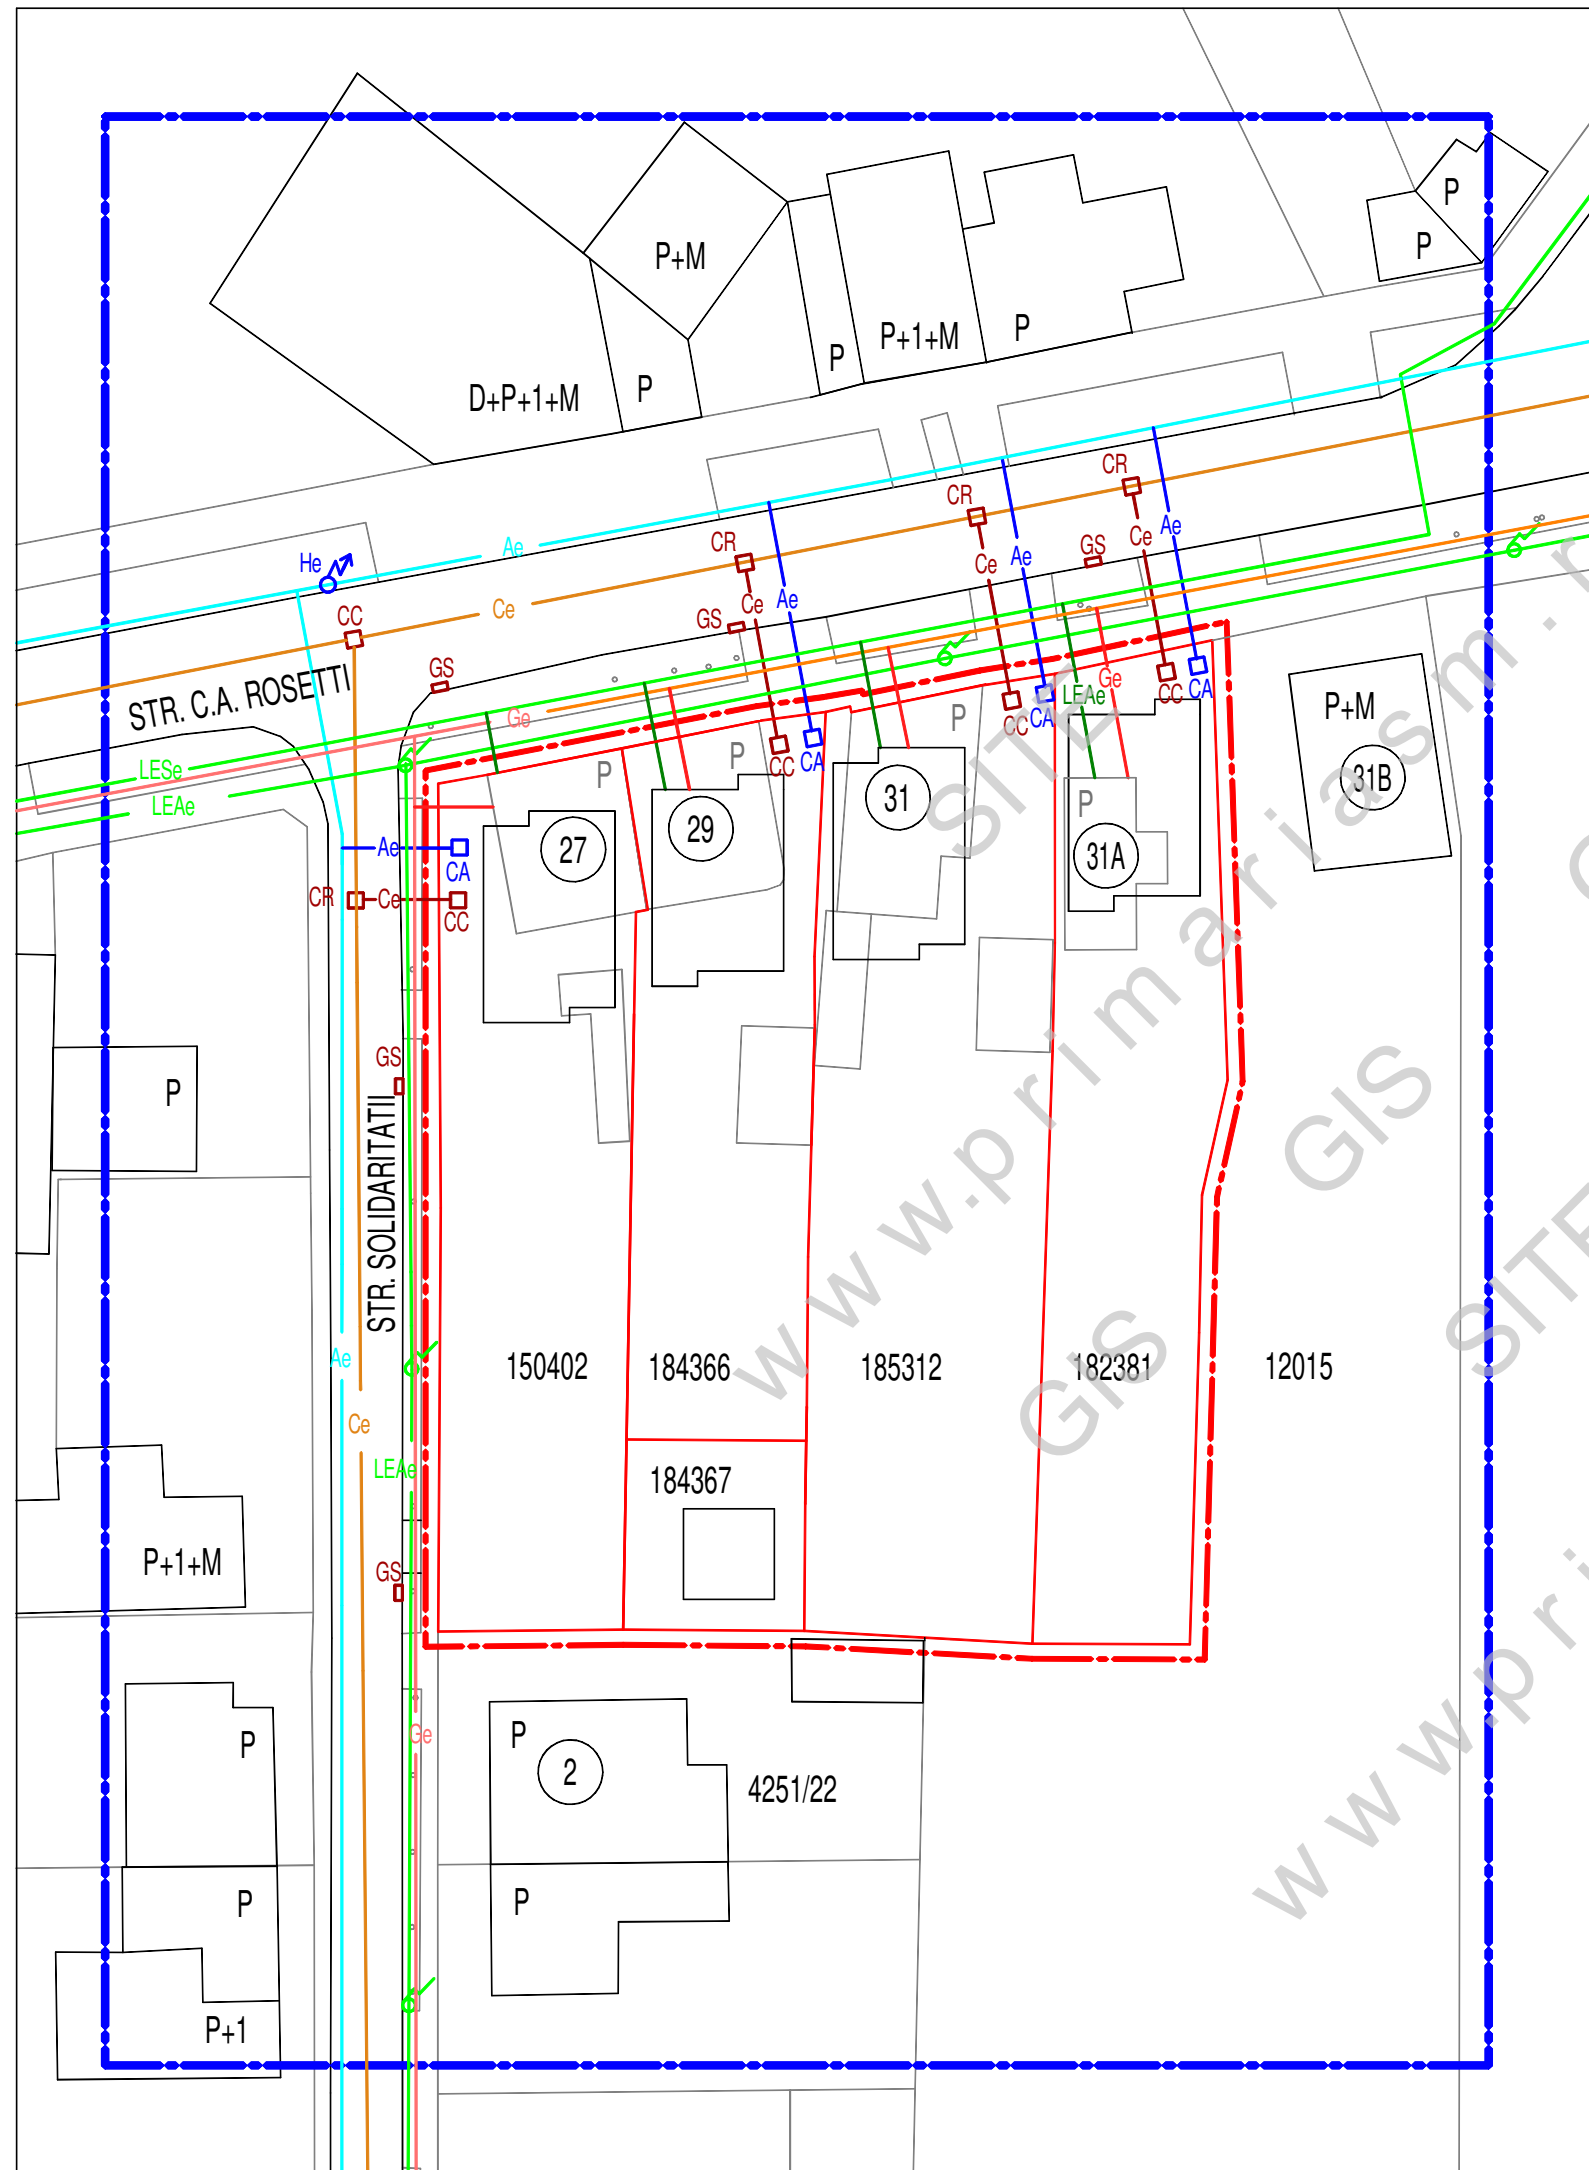 P
P
P+M
P+1+M
P
P
D+P+1+M
P
CR
CR
Ae
GS
Ce
Ae
Ae
CR
He
Ce
Ae
Ce
Ce
Ae
CC
GS
GS
STR. C.A. ROSETTI
Ge
Ge
LEAe
CC
CA
CC
CA
CC
CA
P
P
P
P
P+M
31B
LESe
LEAe
27
29
31
31A
Ae
CA
CR
Ce
CC
GS
P
STR. SOLIDARITATII
Ae
150402
184366
185312
182381
12015
Ce
LEAe
184367
P+1+M
GS
Ge
P
P
2
4251/22
P
P
P+1
SITE
www.primariasm.r
GIS
GIS
SITE
www.pri